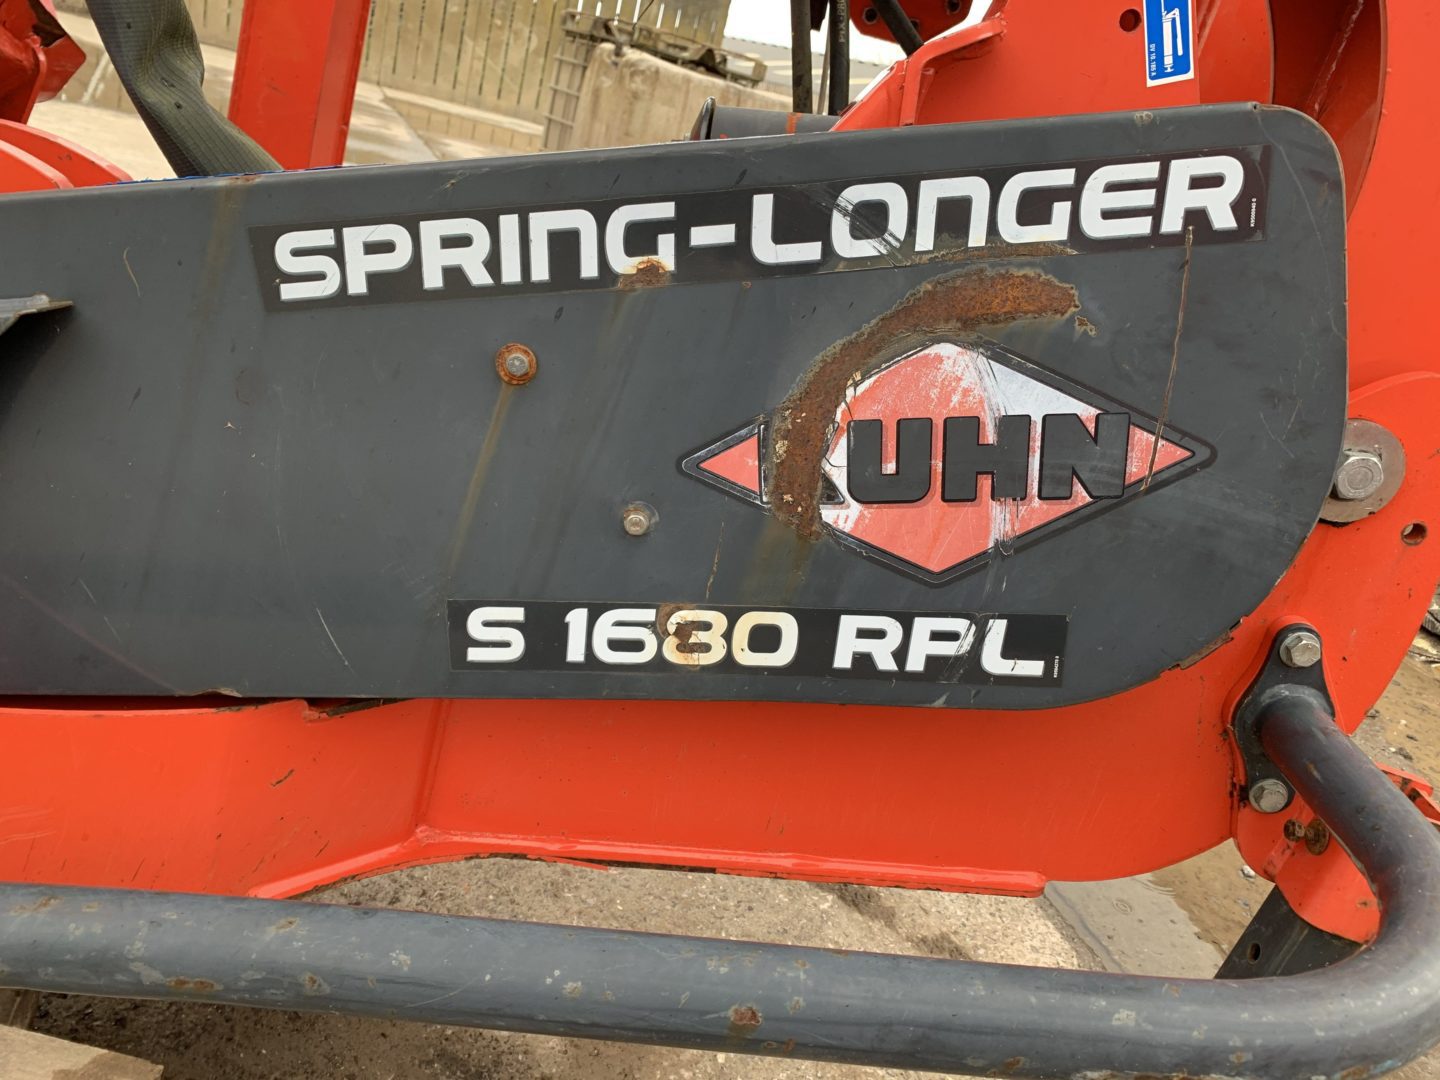 SPRING-LONGER
KUHN
S 1680 RPL